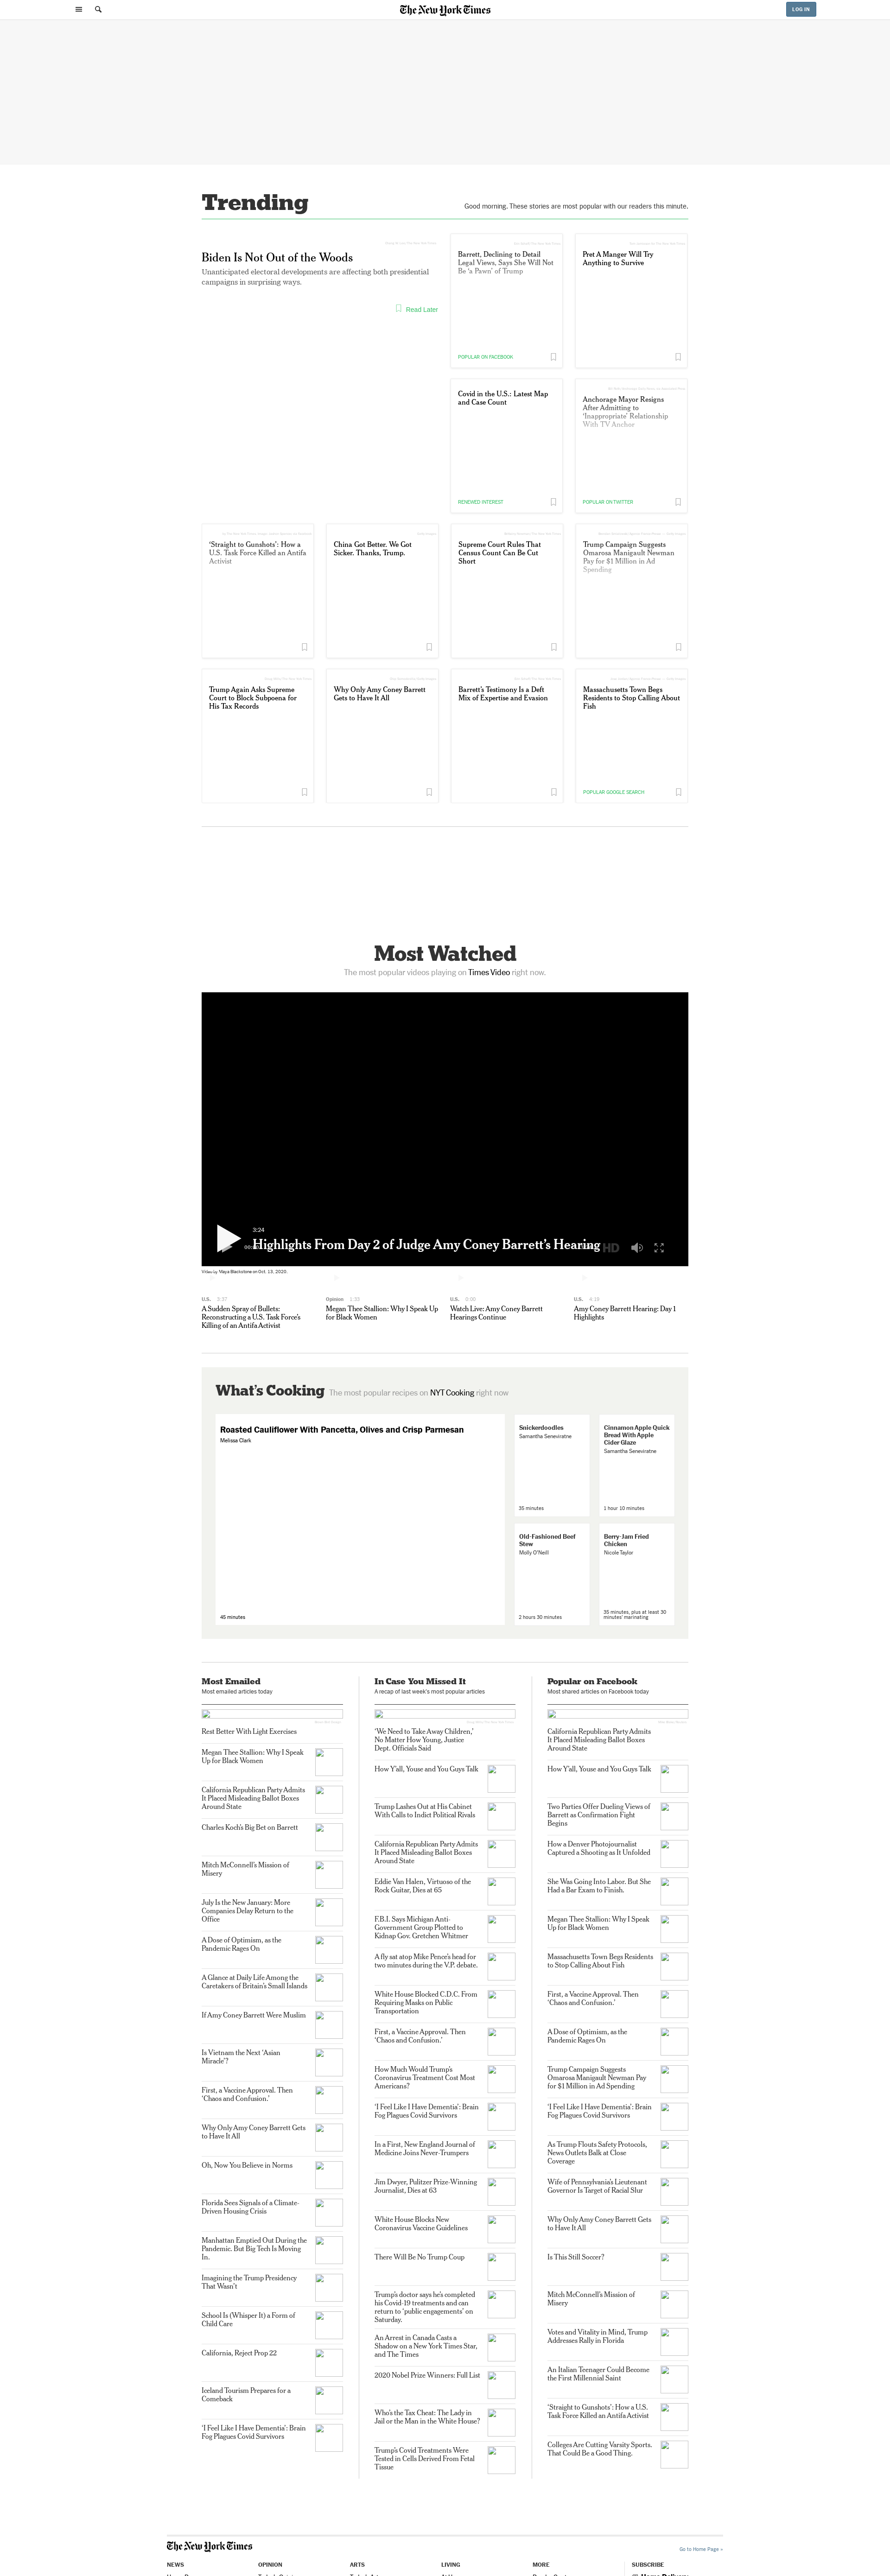 The New York Times
LOG IN
Trending
Good morning. These stories are most popular with our readers this minute.
Biden Is Not Out of the Woods
Unanticipated electoral developments are affecting both presidential
campaigns in surprising ways.
Read Later
Barrett, Declining to Detail
Legal Views, Says She Will Not
Be ‘a Pawn’ of Trump
POPULAR ON FACEBOOK
Pret A Manger Will Try
Anything to Survive
Covid in the U.S.: Latest Map
and Case Count
RENEWED INTEREST
Anchorage Mayor Resigns
After Admitting to
‘Inappropriate’ Relationship
With TV Anchor
POPULAR ON TWITTER
‘Straight to Gunshots’: How a
U.S. Task Force Killed an Antifa
Activist
China Got Better. We Got
Sicker. Thanks, Trump.
Supreme Court Rules That
Census Count Can Be Cut
Short
Trump Campaign Suggests
Omarosa Manigault Newman
Pay for $1 Million in Ad
Spending
Trump Again Asks Supreme
Court to Block Subpoena for
His Tax Records
Why Only Amy Coney Barrett
Gets to Have It All
Barrett’s Testimony Is a Deft
Mix of Expertise and Evasion
Massachusetts Town Begs
Residents to Stop Calling About
Fish
POPULAR GOOGLE SEARCH
Most Watched
The most popular videos playing on Times Video right now.
3:24
Highlights From Day 2 of Judge Amy Coney Barrett’s Hearing
HD
Video by Maya Blackstone on Oct. 13, 2020.
U.S. 3:37
A Sudden Spray of Bullets:
Reconstructing a U.S. Task Force’s
Killing of an Antifa Activist
Opinion 1:33
Megan Thee Stallion: Why I Speak Up
for Black Women
U.S. 0:00
Watch Live: Amy Coney Barrett
Hearings Continue
U.S. 4:19
Amy Coney Barrett Hearing: Day 1
Highlights
What’s Cooking The most popular recipes on NYT Cooking right now
Roasted Cauliflower With Pancetta, Olives and Crisp Parmesan
Melissa Clark
45 minutes
Snickerdoodles
Samantha Seneviratne
35 minutes
Cinnamon Apple Quick
Bread With Apple
Cider Glaze
Samantha Seneviratne
1 hour 10 minutes
Old-Fashioned Beef
Stew
Molly O'Neill
2 hours 30 minutes
Berry-Jam Fried
Chicken
Nicole Taylor
35 minutes, plus at least 30
minutes' marinating
Most Emailed
Most emailed articles today
Rest Better With Light Exercises
Megan Thee Stallion: Why I Speak
Up for Black Women
California Republican Party Admits
It Placed Misleading Ballot Boxes
Around State
Charles Koch’s Big Bet on Barrett
Mitch McConnell’s Mission of
Misery
July Is the New January: More
Companies Delay Return to the
Office
A Dose of Optimism, as the
Pandemic Rages On
A Glance at Daily Life Among the
Caretakers of Britain’s Small Islands
If Amy Coney Barrett Were Muslim
Is Vietnam the Next ‘Asian
Miracle’?
First, a Vaccine Approval. Then
‘Chaos and Confusion.’
Why Only Amy Coney Barrett Gets
to Have It All
Oh, Now You Believe in Norms
Florida Sees Signals of a Climate-
Driven Housing Crisis
Manhattan Emptied Out During the
Pandemic. But Big Tech Is Moving
In.
Imagining the Trump Presidency
That Wasn’t
School Is (Whisper It) a Form of
Child Care
California, Reject Prop 22
Iceland Tourism Prepares for a
Comeback
‘I Feel Like I Have Dementia’: Brain
Fog Plagues Covid Survivors
In Case You Missed It
A recap of last week’s most popular articles
‘We Need to Take Away Children,’
No Matter How Young, Justice
Dept. Officials Said
How Y’all, Youse and You Guys Talk
Trump Lashes Out at His Cabinet
With Calls to Indict Political Rivals
California Republican Party Admits
It Placed Misleading Ballot Boxes
Around State
Eddie Van Halen, Virtuoso of the
Rock Guitar, Dies at 65
F.B.I. Says Michigan Anti-
Government Group Plotted to
Kidnap Gov. Gretchen Whitmer
A fly sat atop Mike Pence’s head for
two minutes during the V.P. debate.
White House Blocked C.D.C. From
Requiring Masks on Public
Transportation
First, a Vaccine Approval. Then
‘Chaos and Confusion.’
How Much Would Trump’s
Coronavirus Treatment Cost Most
Americans?
‘I Feel Like I Have Dementia’: Brain
Fog Plagues Covid Survivors
In a First, New England Journal of
Medicine Joins Never-Trumpers
Jim Dwyer, Pulitzer Prize-Winning
Journalist, Dies at 63
White House Blocks New
Coronavirus Vaccine Guidelines
There Will Be No Trump Coup
Trump’s doctor says he’s completed
his Covid-19 treatments and can
return to ‘public engagements’ on
Saturday.
An Arrest in Canada Casts a
Shadow on a New York Times Star,
and The Times
2020 Nobel Prize Winners: Full List
Who’s the Tax Cheat: The Lady in
Jail or the Man in the White House?
Trump’s Covid Treatments Were
Tested in Cells Derived From Fetal
Tissue
Popular on Facebook
Most shared articles on Facebook today
California Republican Party Admits
It Placed Misleading Ballot Boxes
Around State
How Y’all, Youse and You Guys Talk
Two Parties Offer Dueling Views of
Barrett as Confirmation Fight
Begins
How a Denver Photojournalist
Captured a Shooting as It Unfolded
She Was Going Into Labor. But She
Had a Bar Exam to Finish.
Megan Thee Stallion: Why I Speak
Up for Black Women
Massachusetts Town Begs Residents
to Stop Calling About Fish
First, a Vaccine Approval. Then
‘Chaos and Confusion.’
A Dose of Optimism, as the
Pandemic Rages On
Trump Campaign Suggests
Omarosa Manigault Newman Pay
for $1 Million in Ad Spending
‘I Feel Like I Have Dementia’: Brain
Fog Plagues Covid Survivors
As Trump Flouts Safety Protocols,
News Outlets Balk at Close
Coverage
Wife of Pennsylvania’s Lieutenant
Governor Is Target of Racial Slur
Why Only Amy Coney Barrett Gets
to Have It All
Is This Still Soccer?
Mitch McConnell’s Mission of
Misery
Votes and Vitality in Mind, Trump
Addresses Rally in Florida
An Italian Teenager Could Become
the First Millennial Saint
‘Straight to Gunshots’: How a U.S.
Task Force Killed an Antifa Activist
Colleges Are Cutting Varsity Sports.
That Could Be a Good Thing.
The New York Times
Go to Home Page »
NEWS
OPINION
ARTS
LIVING
MORE
SUBSCRIBE